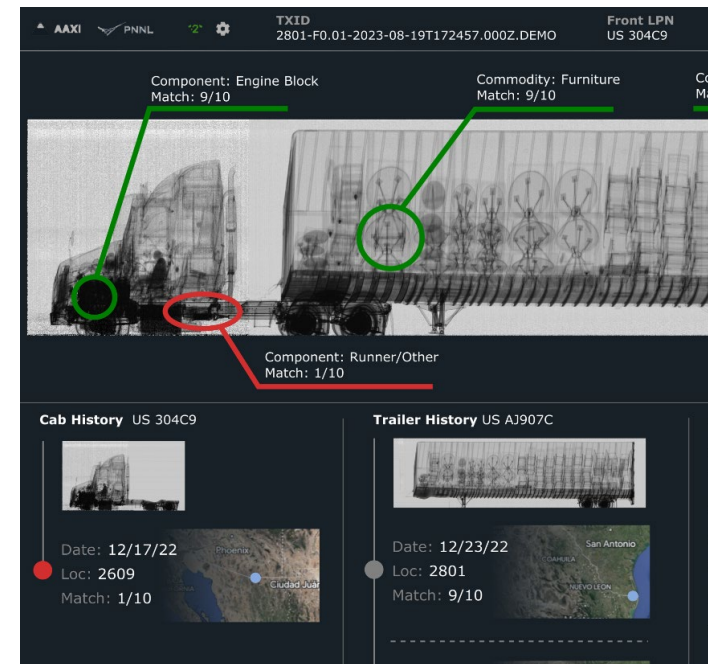 AAXI
PNNL
"2"
TXID
2801-F0.01-2023-08-19T172457.000Z.DEMO
Front LPN
US 304C9
Component: Engine Block
Match: 9/10
Commodity: Furniture
Match: 9/10
Component: Runner/Other
Match: 1/10
Cab History US 304C9
Date: 12/17/22
Loc: 2609
Match: 1/10
Phoenix
Ciudad Juár
Trailer History US AJ907C
Date: 12/23/22
Loc: 2801
Match: 9/10
San Antonio
COAHUILA
NUEVO LEON